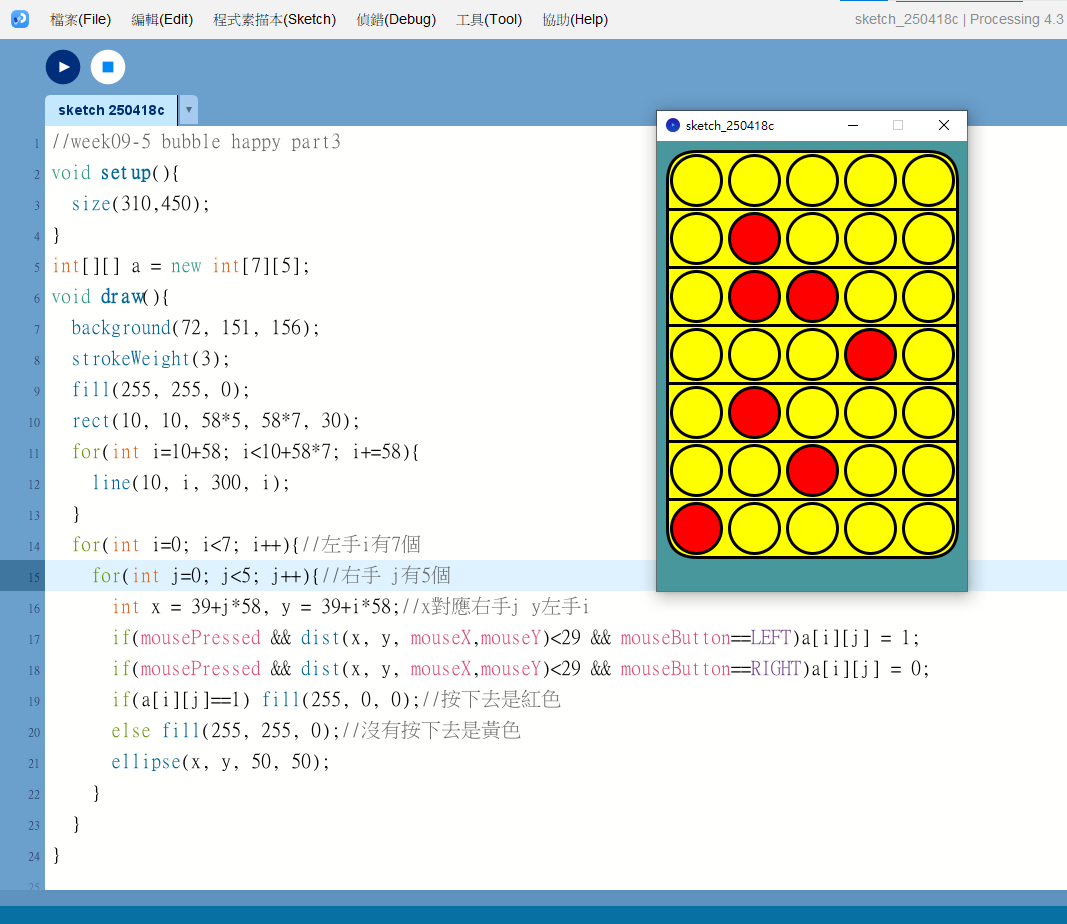 檔案(File) 編輯(Edit) 程式素描本(Sketch) 偵錯(Debug) 工具(Tool) 協助(Help) sketch_250418c | Processing 4.3
sketch 250418c
sketch_250418c
1 //week09-5 bubble happy part3
2 void setup(){
3 size(310,450);
4 }
5 int[][] a = new int[7][5];
6 void draw(){
7 background(72, 151, 156);
8 strokeWeight(3);
9 fill(255, 255, 0);
10 rect(10, 10, 58*5, 58*7, 30);
11 for(int i=10+58; i<10+58*7; i+=58){
12 line(10, i, 300, i);
13 }
14 for(int i=0; i<7; i++){//左手i有7個
15 for(int j=0; j<5; j++){//右手 j有5個
16 int x = 39+j*58, y = 39+i*58;//x對應右手j y左手i
17 if(mousePressed && dist(x, y, mouseX,mouseY)<29 && mouseButton==LEFT)a[i][j] = 1;
18 if(mousePressed && dist(x, y, mouseX,mouseY)<29 && mouseButton==RIGHT)a[i][j] = 0;
19 if(a[i][j]==1) fill(255, 0, 0);//按下去是紅色
20 else fill(255, 255, 0);//沒有按下去是黃色
21 ellipse(x, y, 50, 50);
22 }
23 }
24 }
25